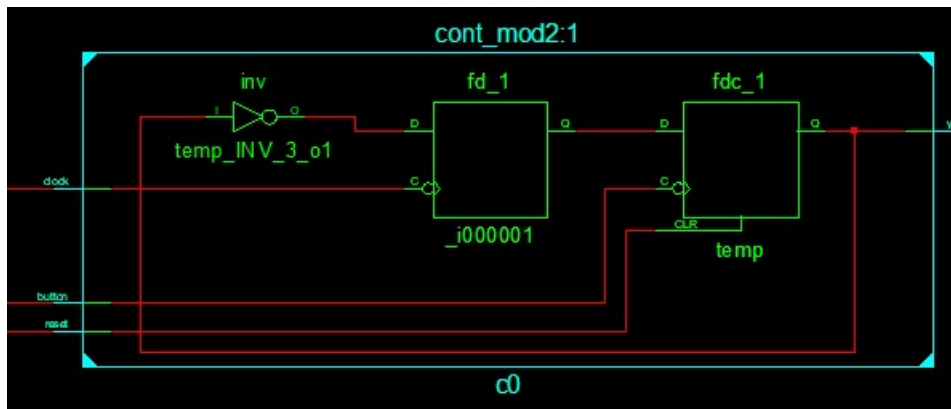 cont_mod2:1
inv
fd_1
fdc_1
I
O
D
Q
D
Q
temp_INV_3_o1
clock
C
C
CLR
_i000001
temp
button
reset
c0